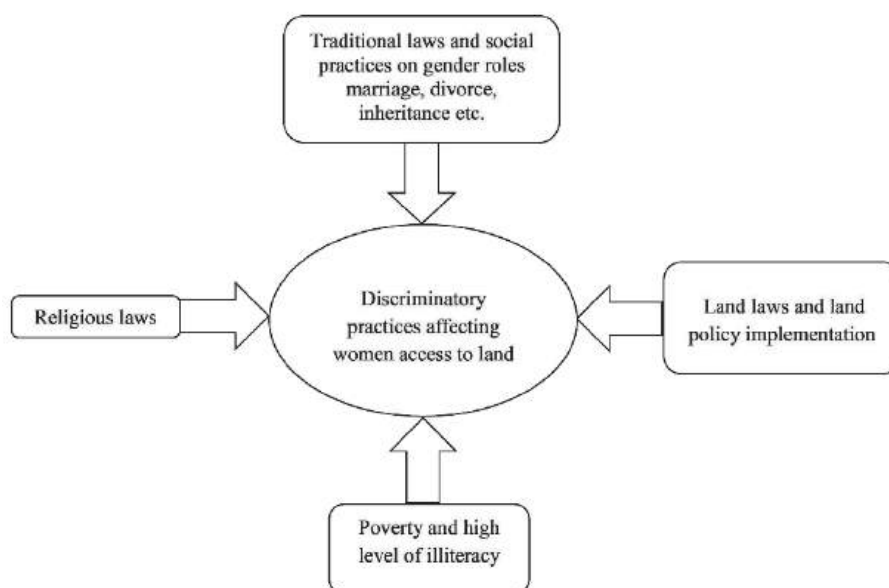 Traditional laws and social
practices on gender roles
marriage, divorce,
inheritance etc.
Religious laws
Discriminatory
practices affecting
women access to land
Land laws and land
policy implementation
Poverty and high
level of illiteracy